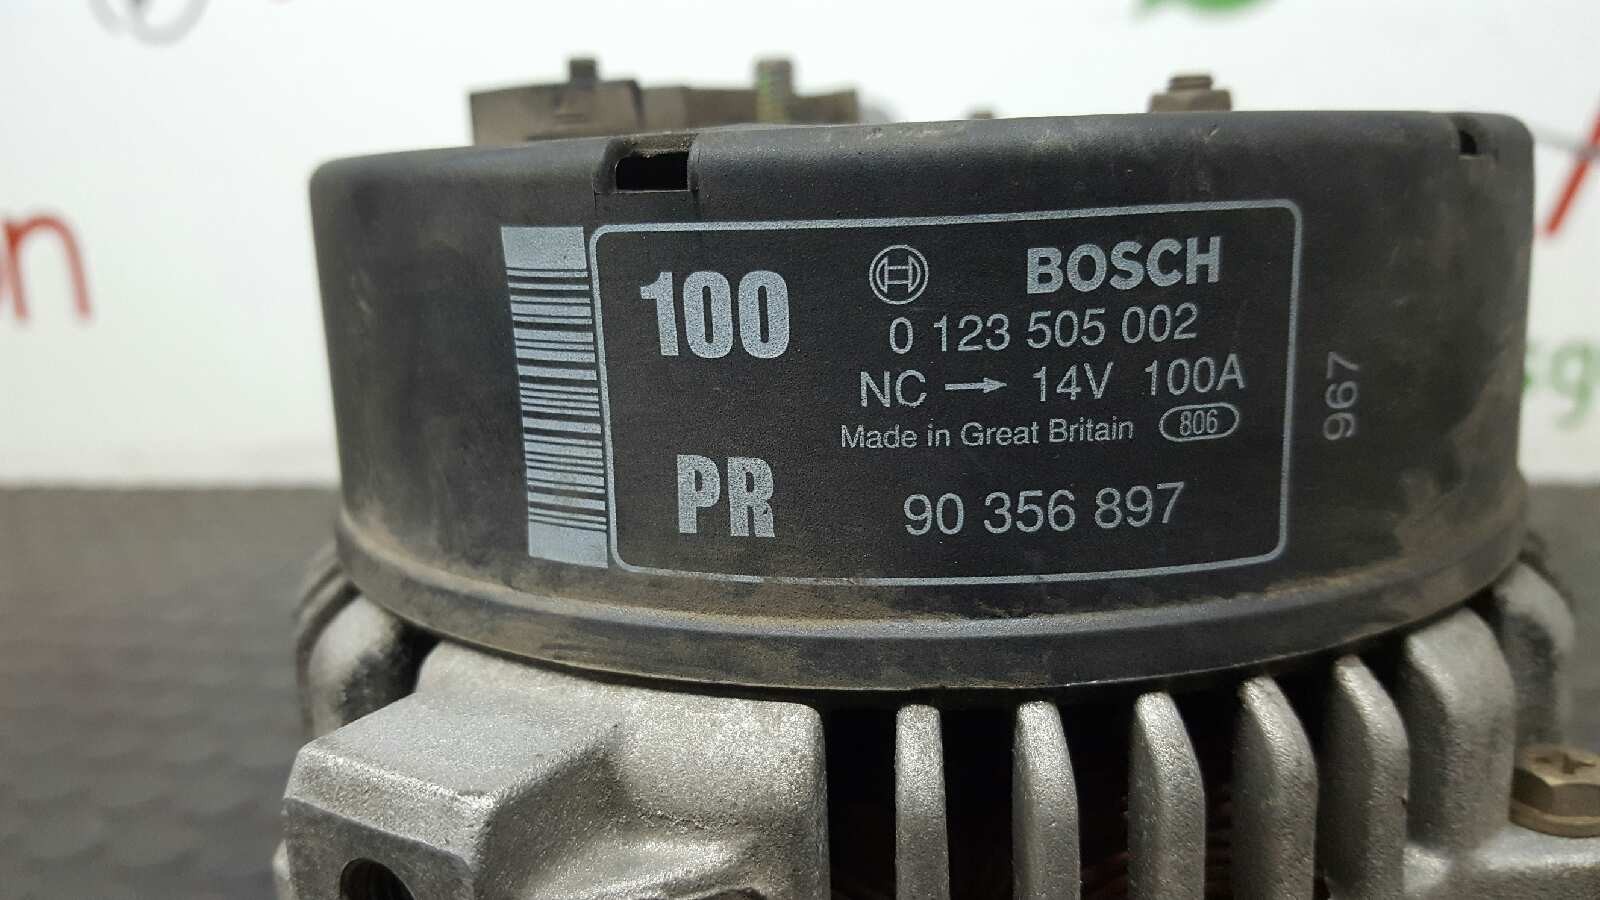 100
BOSCH
0 123 505 002
NC → 14V 100A
Made in Great Britain 806
PR
90 356 897
967
on